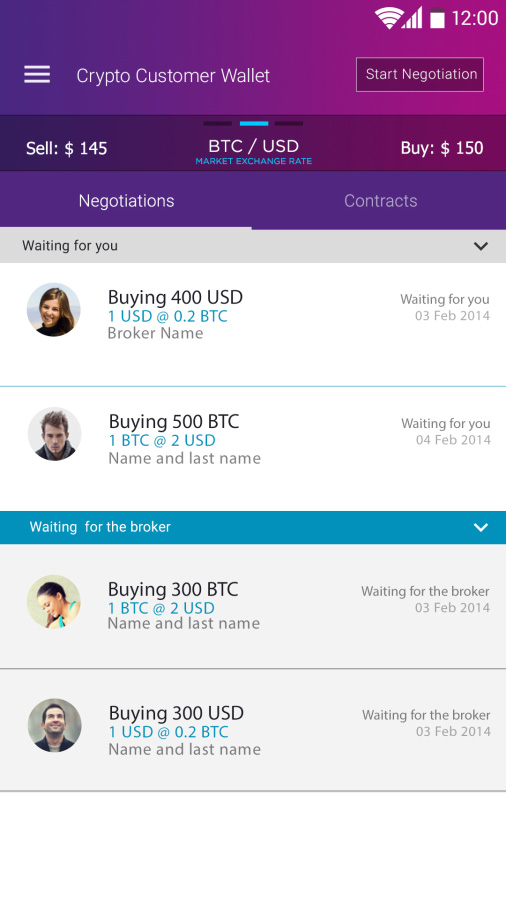 12:00
Crypto Customer Wallet
Start Negotiation
Sell: $ 145
BTC / USD
MARKET EXCHANGE RATE
Buy: $ 150
Negotiations
Contracts
Waiting for you
Buying 400 USD
Waiting for you
1 USD @ 0.2 BTC
03 Feb 2014
Broker Name
Buying 500 BTC
Waiting for you
1 BTC @ 2 USD
04 Feb 2014
Name and last name
Waiting  for the broker
Buying 300 BTC
Waiting for the broker
1 BTC @ 2 USD
03 Feb 2014
Name and last name
Buying 300 USD
Waiting for the broker
1 USD @ 0.2 BTC
03 Feb 2014
Name and last name